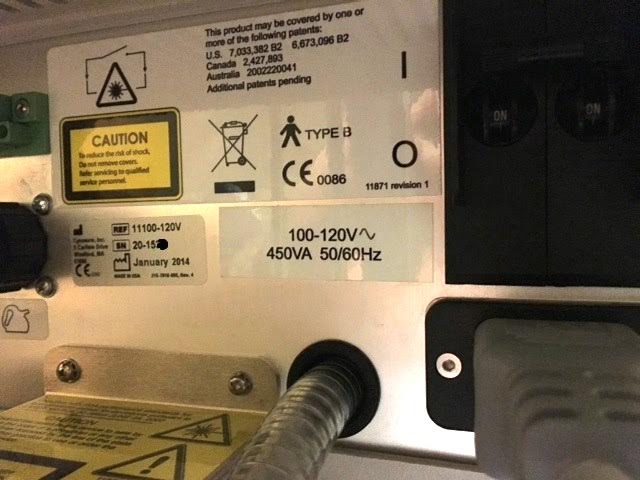 This product may be covered by one or
more of the following patents:
U.S. 7,033,382 B2 6,673,096 B2
Canada 2,427,893
Australia 2002220041
Additional patents pending
I
ON
ON
CAUTION
To reduce the risk of shock,
Do not remove covers.
Refer servicing to qualified
service personnel.
TYPE B
O
CE 0086
11871 revision 1
Cynosure, Inc.
5 Carlisle Drive
Westford, MA
CE
REF 11100-120V
SN 20-15
January 2014
MADE IN USA
100-120V∿
450VA 50/60Hz